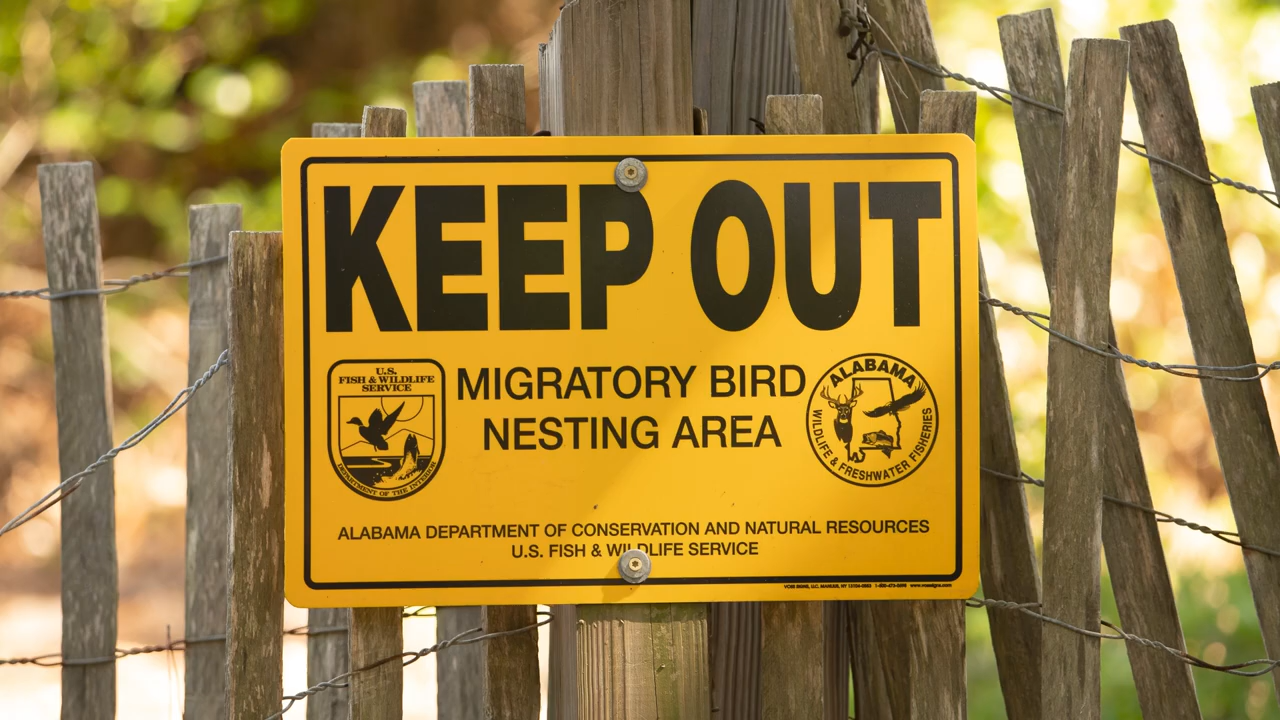 KEEP OUT
U.S.
FISH & WILDLIFE
SERVICE
DEPARTMENT OF THE INTERIOR
MIGRATORY BIRD
NESTING AREA
ALABAMA
WILDLIFE & FRESHWATER FISHERIES
ALABAMA DEPARTMENT OF CONSERVATION AND NATURAL RESOURCES
U.S. FISH & WILDLIFE SERVICE